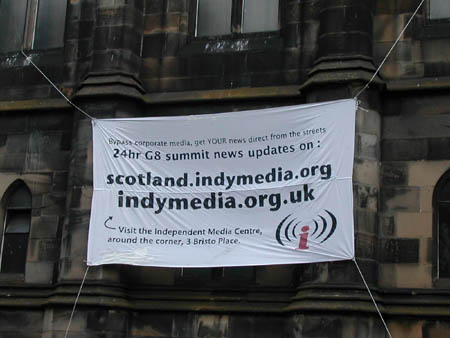 Bypass corporate media, get YOUR news direct from the streets
24hr G8 summit news updates on :
scotland.indymedia.org
indymedia.org.uk
Visit the Independent Media Centre,
around the corner, 3 Bristo Place.
i